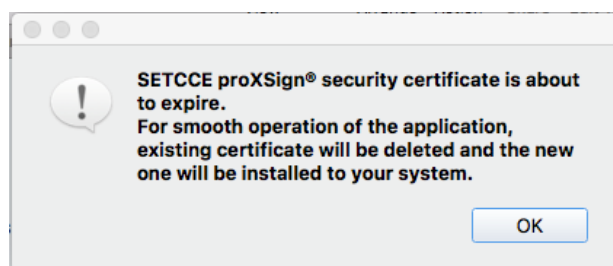 SETCCE proXSign® security certificate is about
to expire.
For smooth operation of the application,
existing certificate will be deleted and the new
one will be installed to your system.
OK